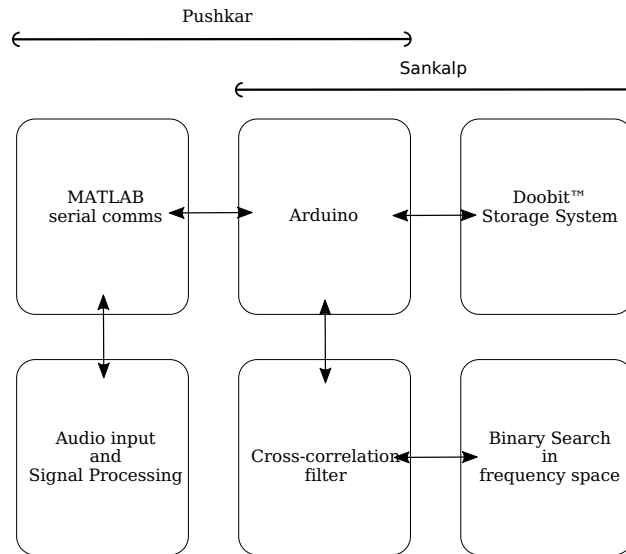 Pushkar
Sankalp
MATLAB
serial comms
Arduino
Doobit™
Storage System
Audio input
and
Signal Processing
Cross-correlation
filter
Binary Search
in
frequency space